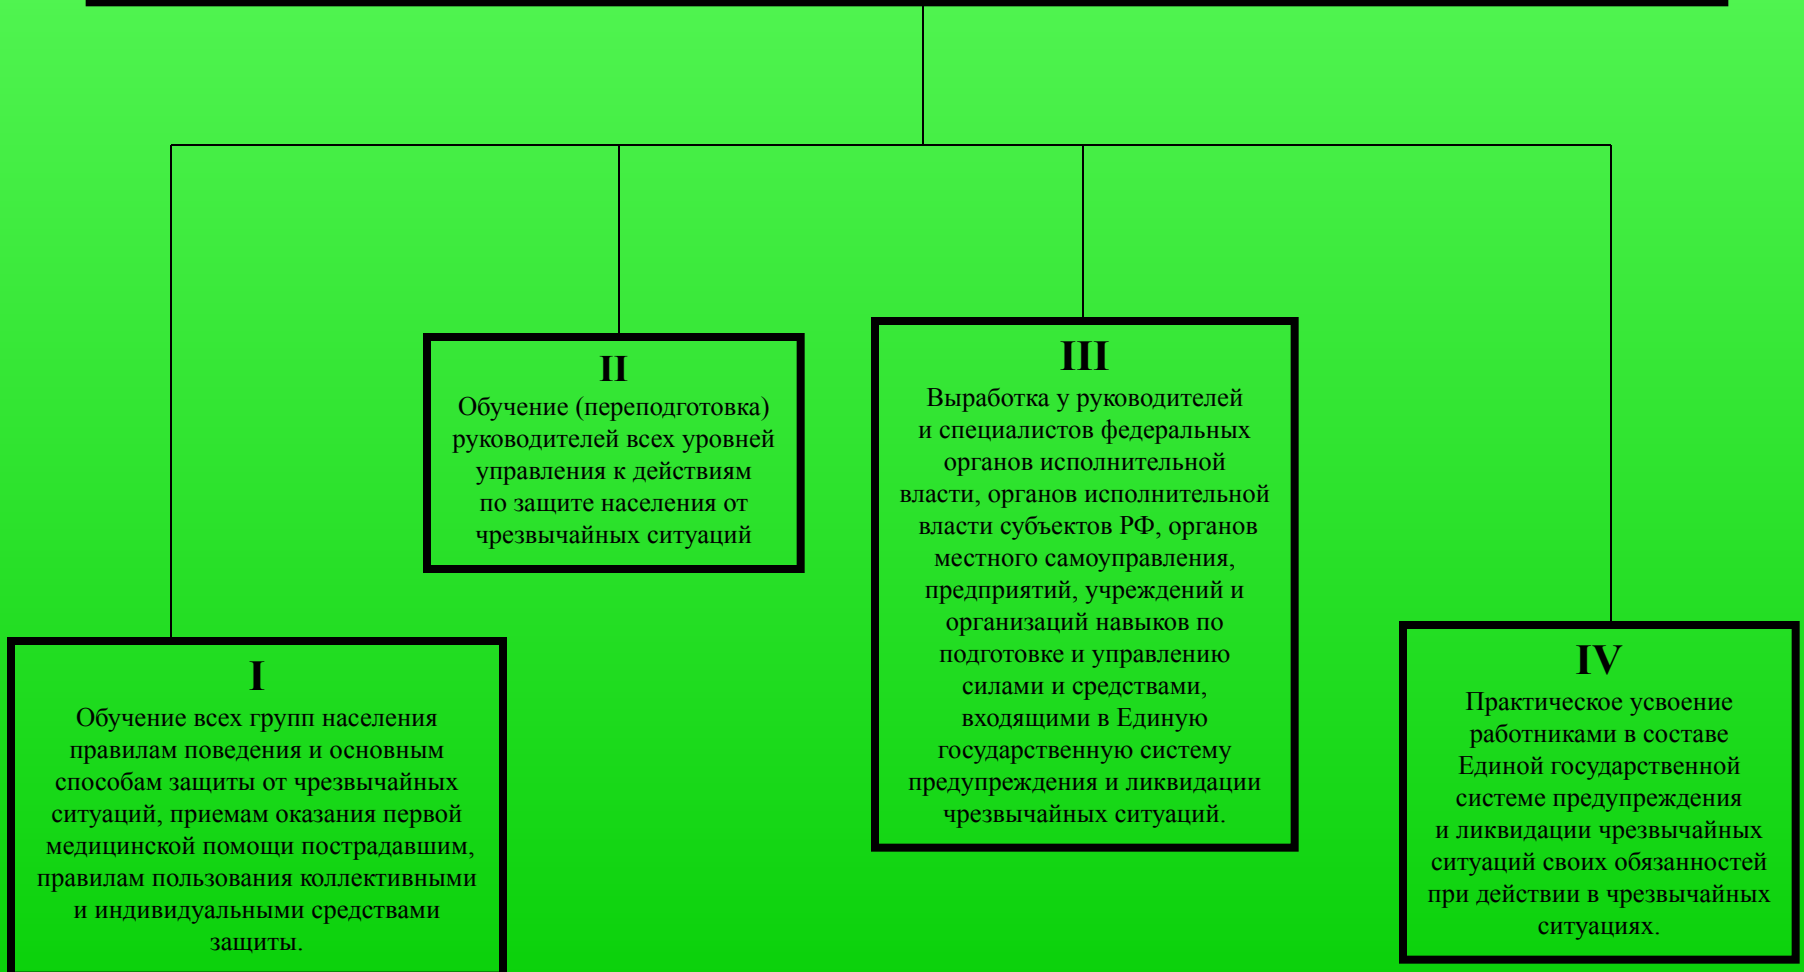 I
Обучение всех групп населения
правилам поведения и основным
способам защиты от чрезвычайных
ситуаций, приемам оказания первой
медицинской помощи пострадавшим,
правилам пользования коллективными
и индивидуальными средствами
защиты.
II
Обучение (переподготовка)
руководителей всех уровней
управления к действиям
по защите населения от
чрезвычайных ситуаций
III
Выработка у руководителей
и специалистов федеральных
органов исполнительной
власти, органов исполнительной
власти субъектов РФ, органов
местного самоуправления,
предприятий, учреждений и
организаций навыков по
подготовке и управлению
силами и средствами,
входящими в Единую
государственную систему
предупреждения и ликвидации
чрезвычайных ситуаций.
IV
Практическое усвоение
работниками в составе
Единой государственной
системе предупреждения
и ликвидации чрезвычайных
ситуаций своих обязанностей
при действии в чрезвычайных
ситуациях.